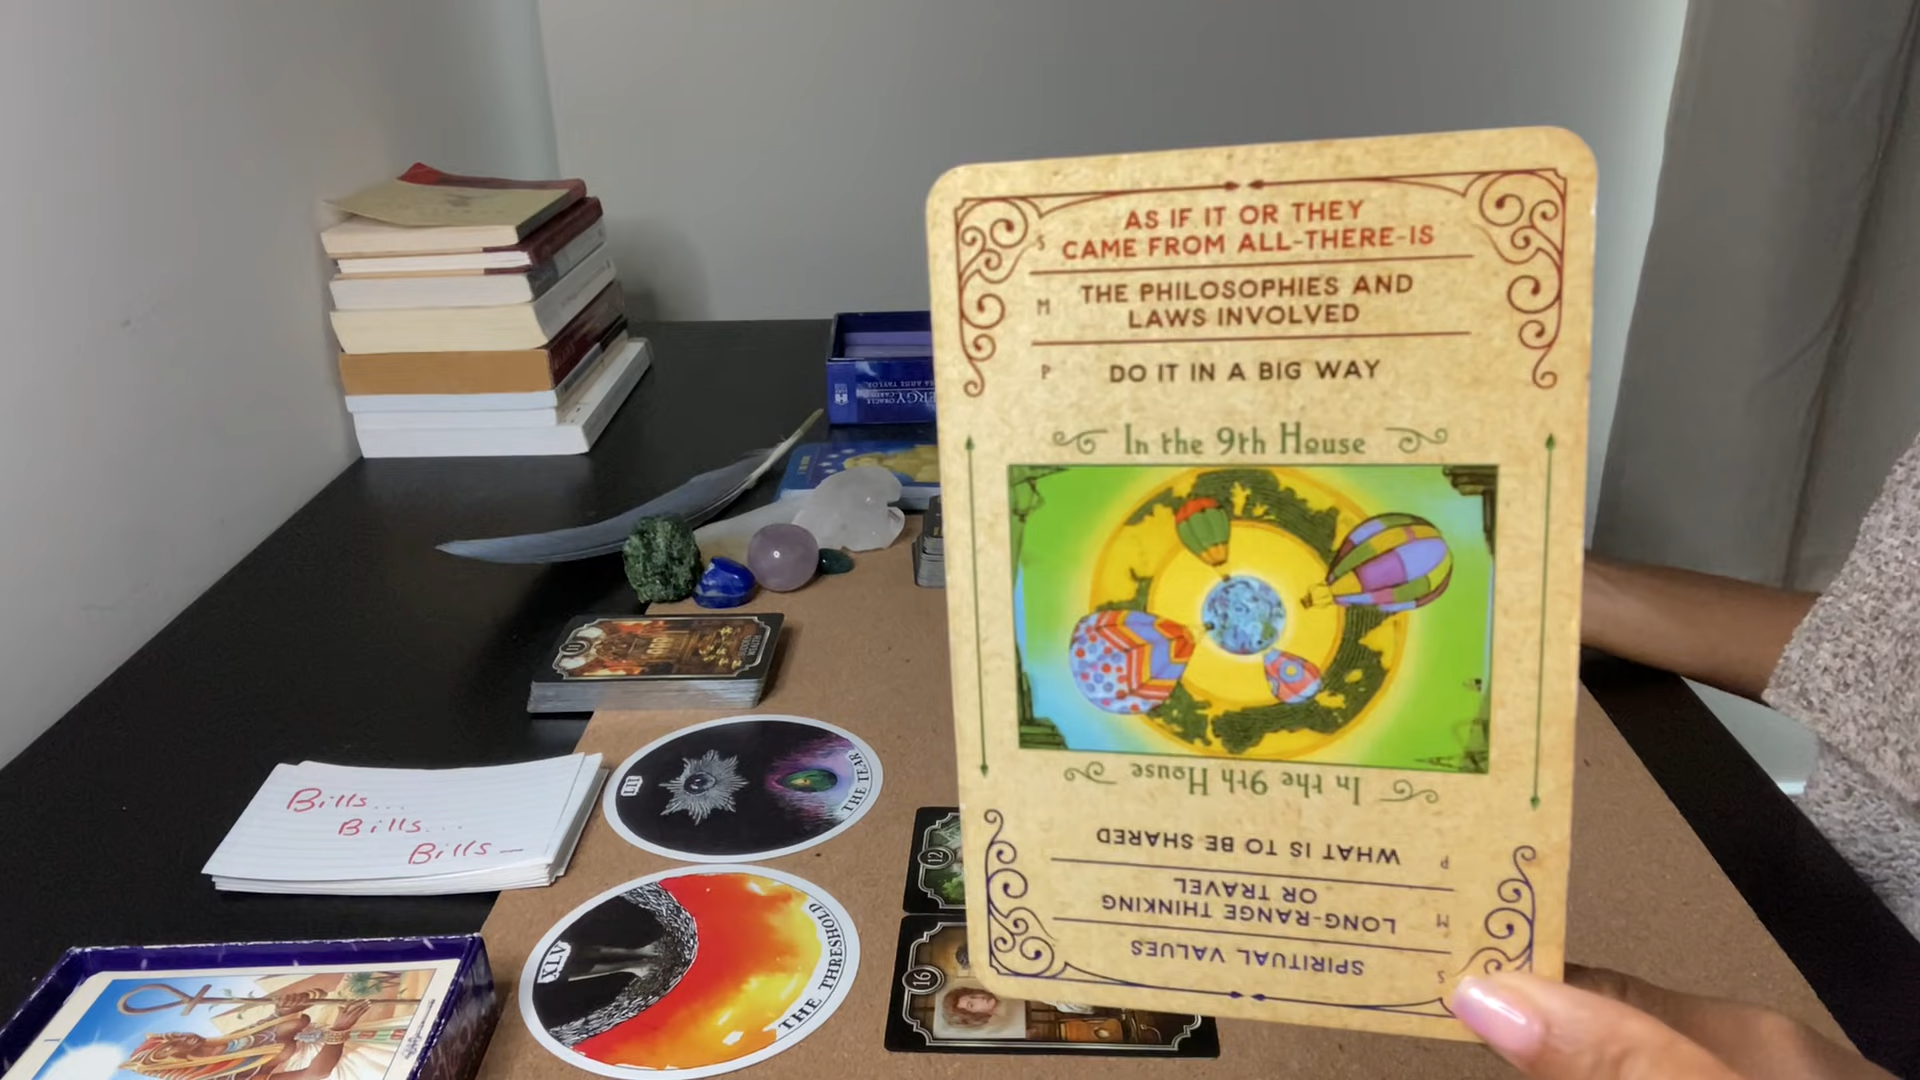 S
AS IF IT OR THEY
CAME FROM ALL-THERE-IS
M
THE PHILOSOPHIES AND
LAWS INVOLVED
P
DO IT IN A BIG WAY
In the 9th House
In the 9th House
P
WHAT IS TO BE SHARED
M
LONG-RANGE THINKING
OR TRAVEL
S
SPIRITUAL VALUES
Bills...
Bills...
Bills—
LII
THE TEAR
XLV
THE THRESHOLD
12
16